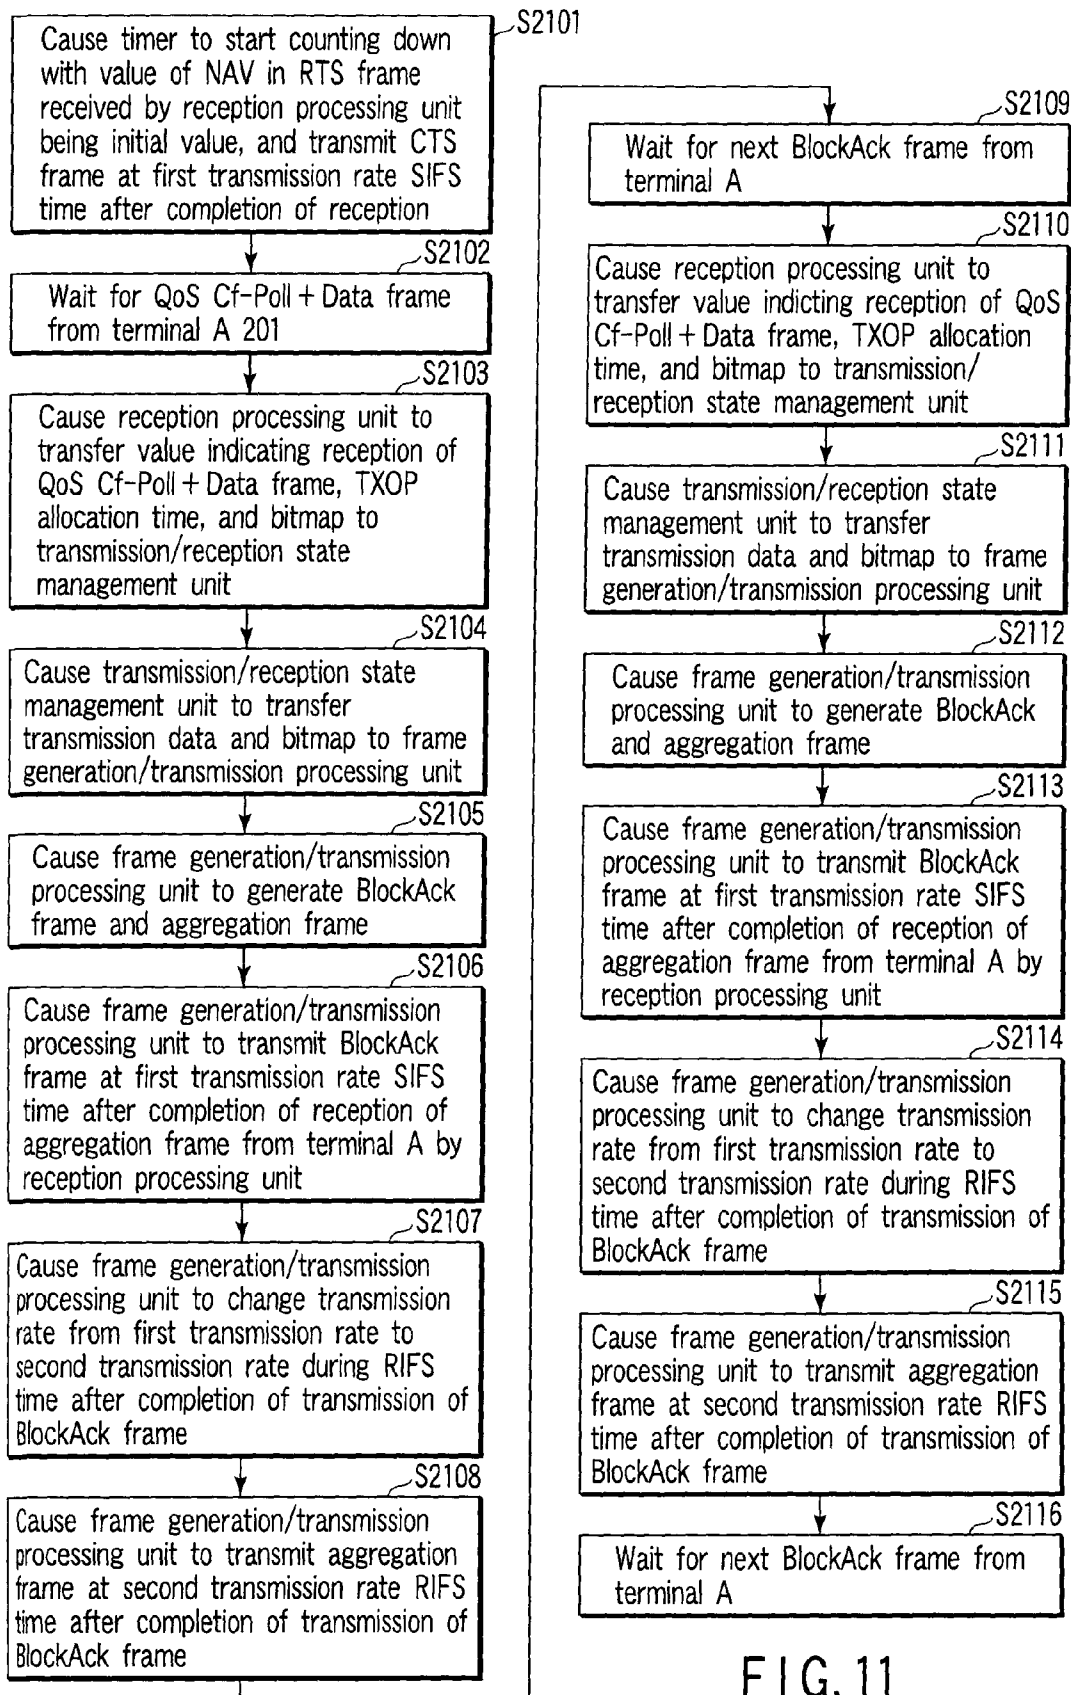 S2101
Cause timer to start counting down
with value of NAV in RTS frame
received by reception processing unit
being initial value, and transmit CTS
frame at first transmission rate SIFS
time after completion of reception
S2102
Wait for QoS Cf-Poll + Data frame
from terminal A 201
S2103
Cause reception processing unit to
transfer value indicating reception of
QoS Cf-Poll + Data frame, TXOP
allocation time, and bitmap to
transmission/reception state
management unit
S2104
Cause transmission/reception state
management unit to transfer
transmission data and bitmap to frame
generation/transmission processing unit
S2105
Cause frame generation/transmission
processing unit to generate BlockAck
frame and aggregation frame
S2106
Cause frame generation/transmission
processing unit to transmit BlockAck
frame at first transmission rate SIFS
time after completion of reception of
aggregation frame from terminal A by
reception processing unit
S2107
Cause frame generation/transmission
processing unit to change transmission
rate from first transmission rate to
second transmission rate during RIFS
time after completion of transmission of
BlockAck frame
S2108
Cause frame generation/transmission
processing unit to transmit aggregation
frame at second transmission rate RIFS
time after completion of transmission of
BlockAck frame
S2109
Wait for next BlockAck frame from
terminal A
S2110
Cause reception processing unit to
transfer value indicting reception of QoS
Cf-Poll + Data frame, TXOP allocation
time, and bitmap to transmission/
reception state management unit
S2111
Cause transmission/reception state
management unit to transfer
transmission data and bitmap to frame
generation/transmission processing unit
S2112
Cause frame generation/transmission
processing unit to generate BlockAck
and aggregation frame
S2113
Cause frame generation/transmission
processing unit to transmit BlockAck
frame at first transmission rate SIFS
time after completion of reception of
aggregation frame from terminal A by
reception processing unit
S2114
Cause frame generation/transmission
processing unit to change transmission
rate from first transmission rate to
second transmission rate during RIFS
time after completion of transmission of
BlockAck frame
S2115
Cause frame generation/transmission
processing unit to transmit aggregation
frame at second transmission rate RIFS
time after completion of transmission of
BlockAck frame
S2116
Wait for next BlockAck frame from
terminal A
FIG. 11